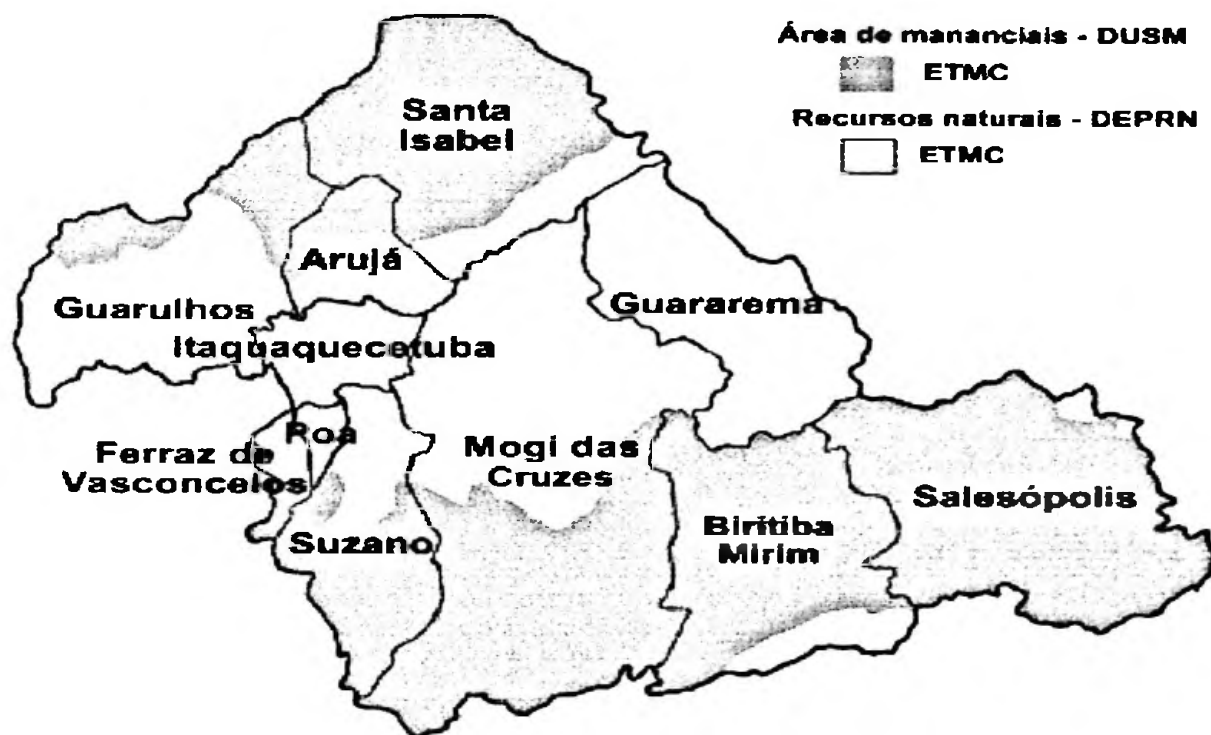 Área de mananciais - DUSM
ETMC
Recursos naturais - DEPRN
ETMC
Santa
Isabel
Arujá
Guarulhos
Guararema
Itaquaquecetuba
Poá
Ferraz de
Vasconcelos
Mogi das
Cruzes
Suzano
Biritiba
Mirim
Salesópolis